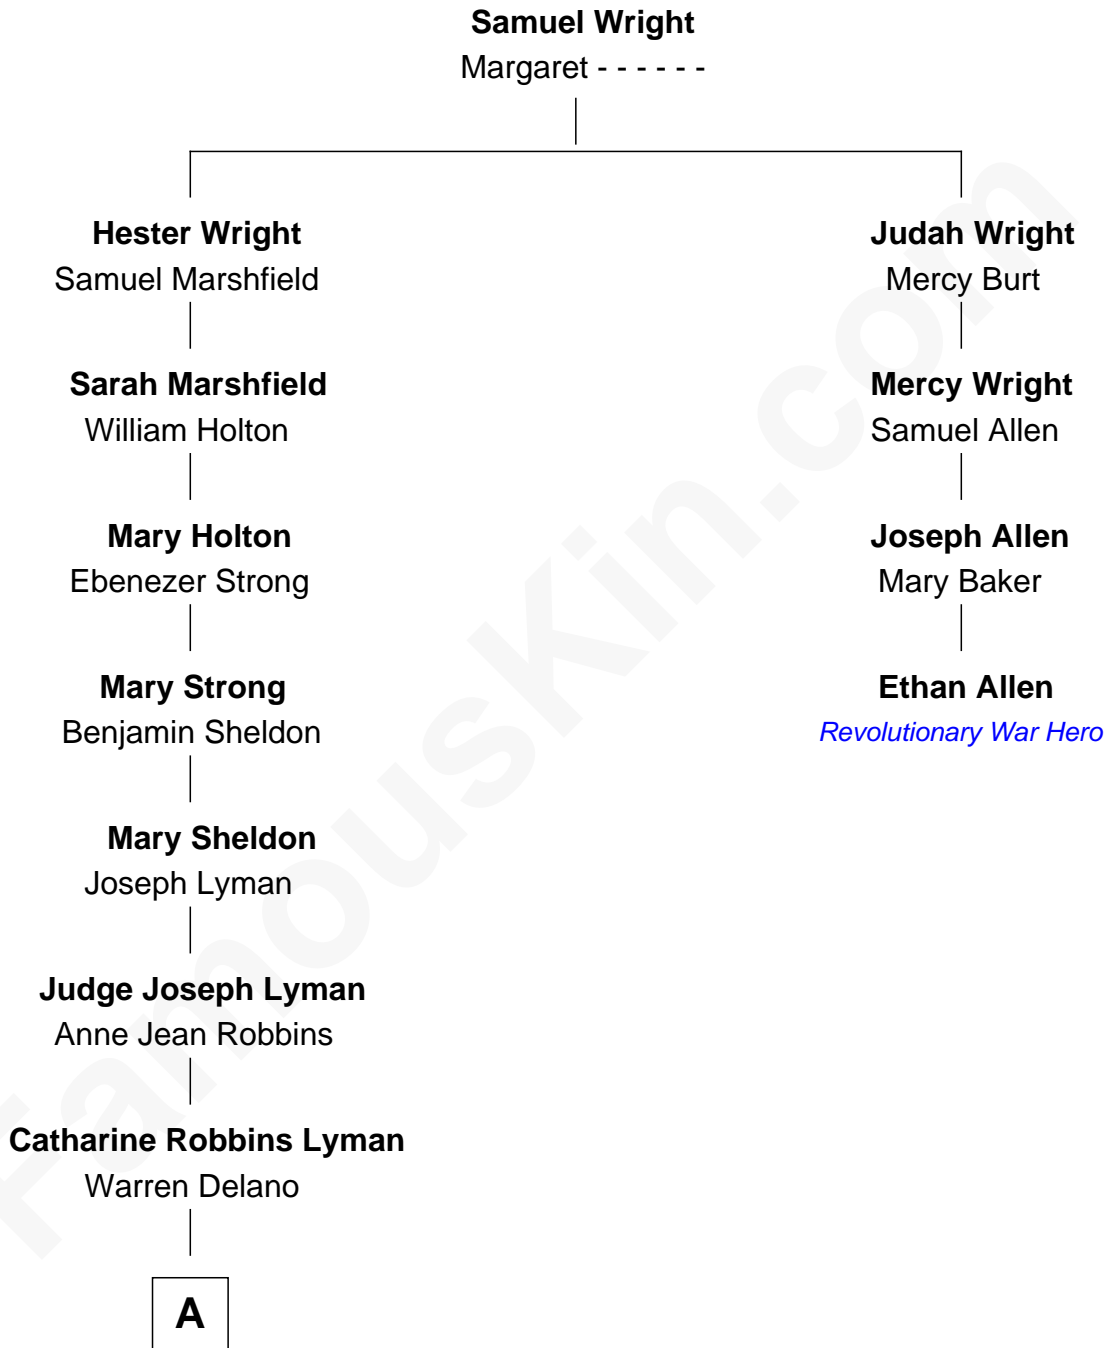 Samuel Wright
Margaret - - - - - -
Hester Wright
Samuel Marshfield
Sarah Marshfield
William Holton
Mary Holton
Ebenezer Strong
Mary Strong
Benjamin Sheldon
Mary Sheldon
Joseph Lyman
Judge Joseph Lyman
Anne Jean Robbins
Catharine Robbins Lyman
Warren Delano
A
Judah Wright
Mercy Burt
Mercy Wright
Samuel Allen
Joseph Allen
Mary Baker
Ethan Allen
Revolutionary War Hero
FamousKin.com